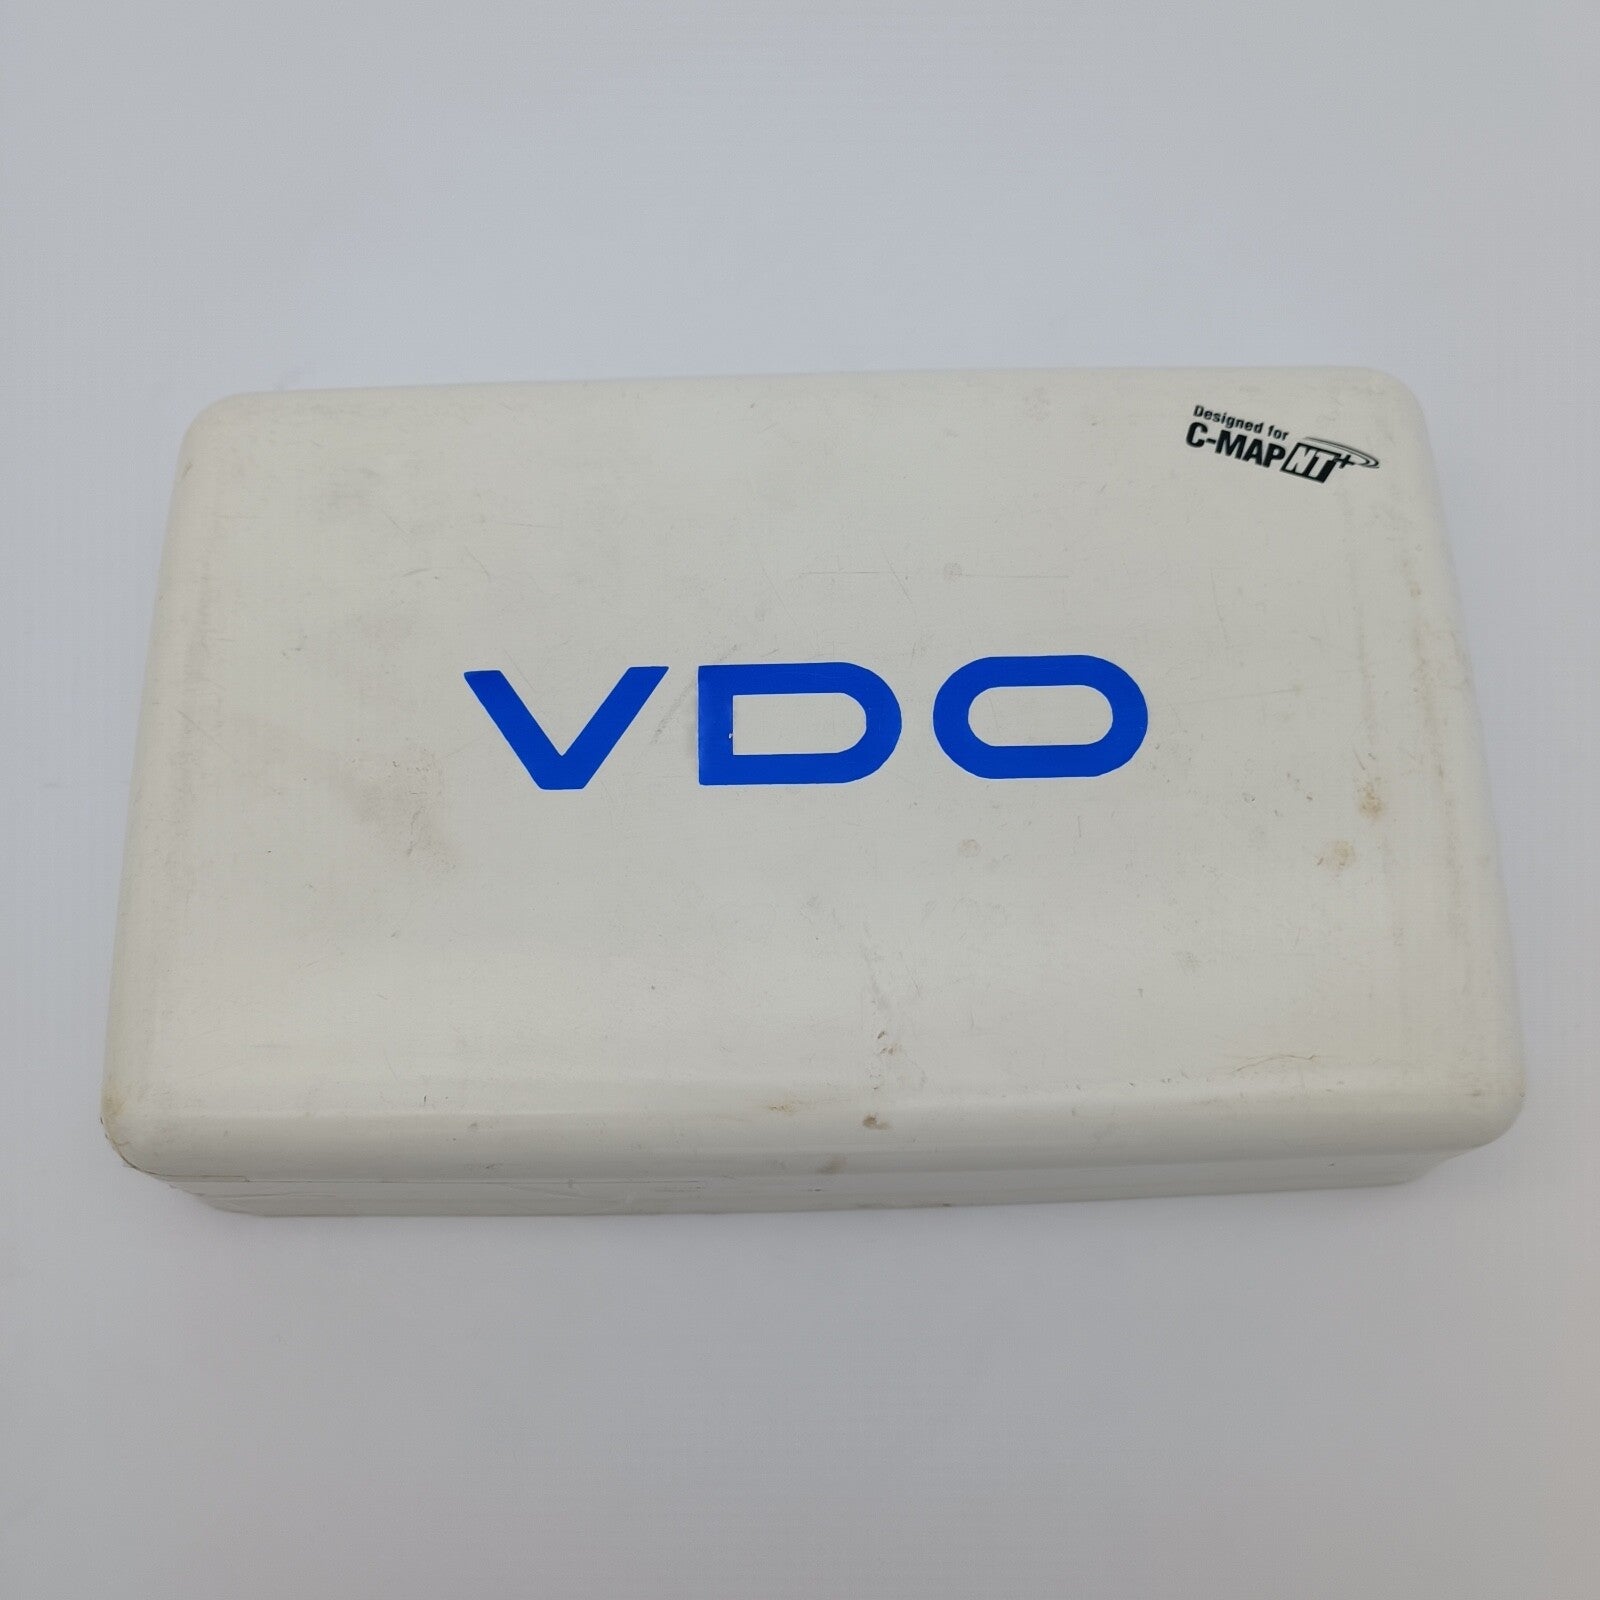 Designed for
C-MAP NT+
VDO